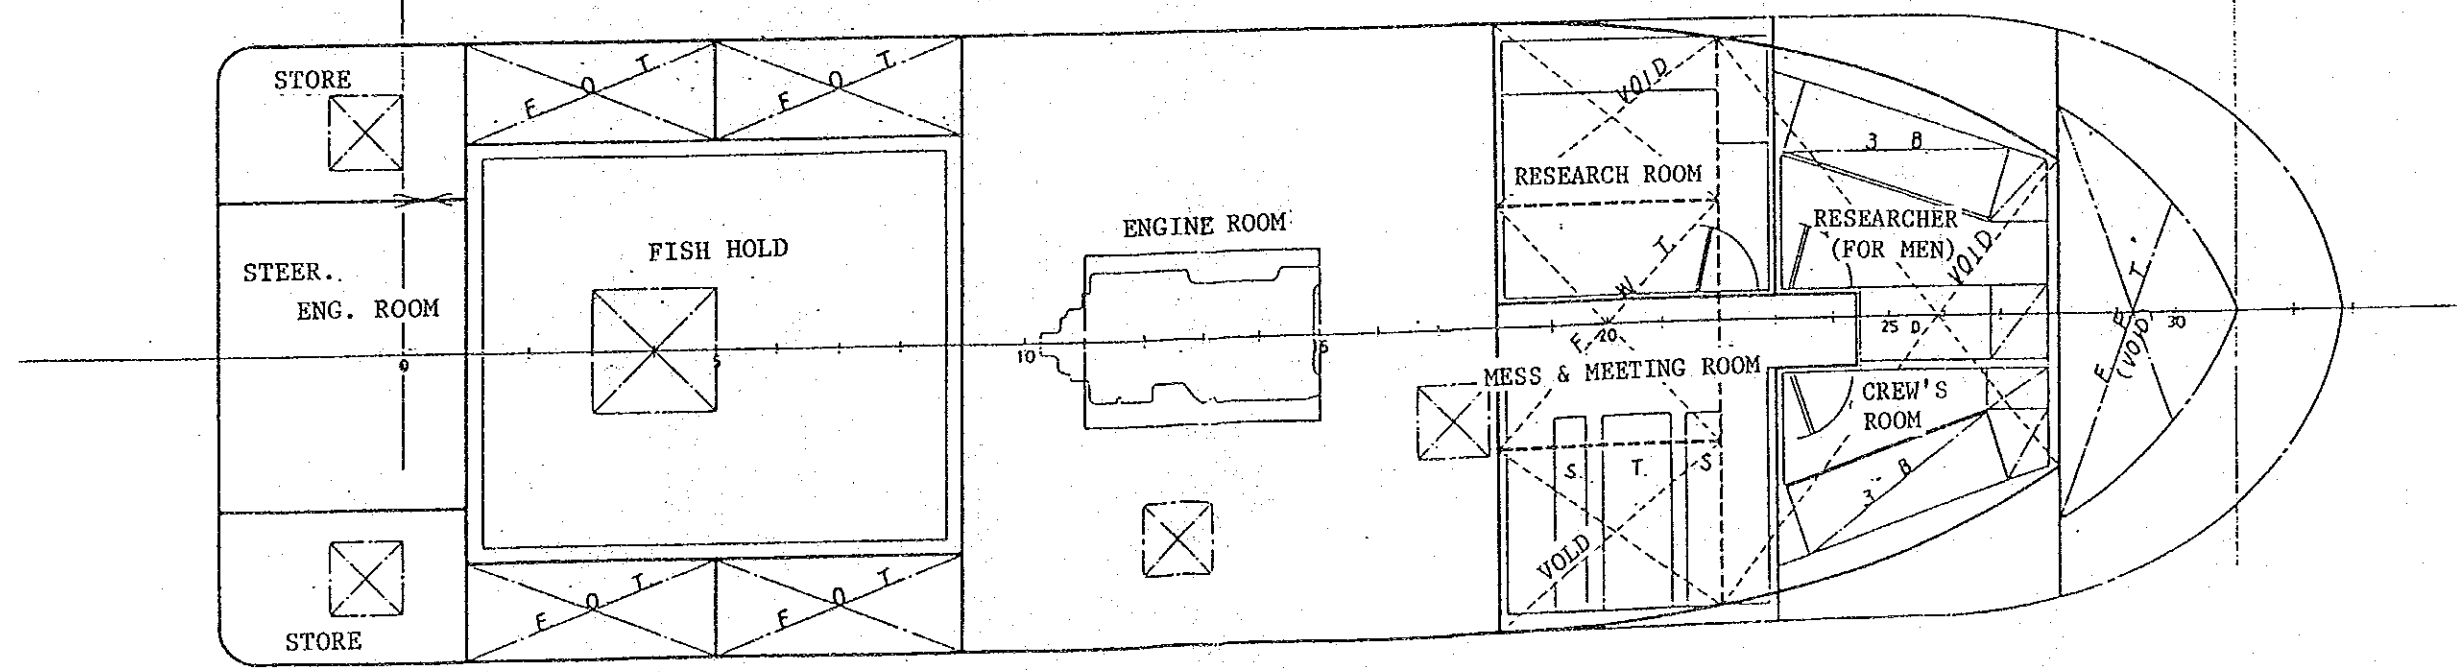 STORE
F O T
F O T
STEER.
ENG. ROOM
FISH HOLD
ENGINE ROOM
VOID
RESEARCH ROOM
F. W. T.
3 B
RESEARCHER
(FOR MEN)
VOID
0
5
10
15
20
25 D
30
F. P. T.
(VOID)
MESS & MEETING ROOM
CREW'S
ROOM
S. T. S
3 B
VOID
STORE
F O T
F O T